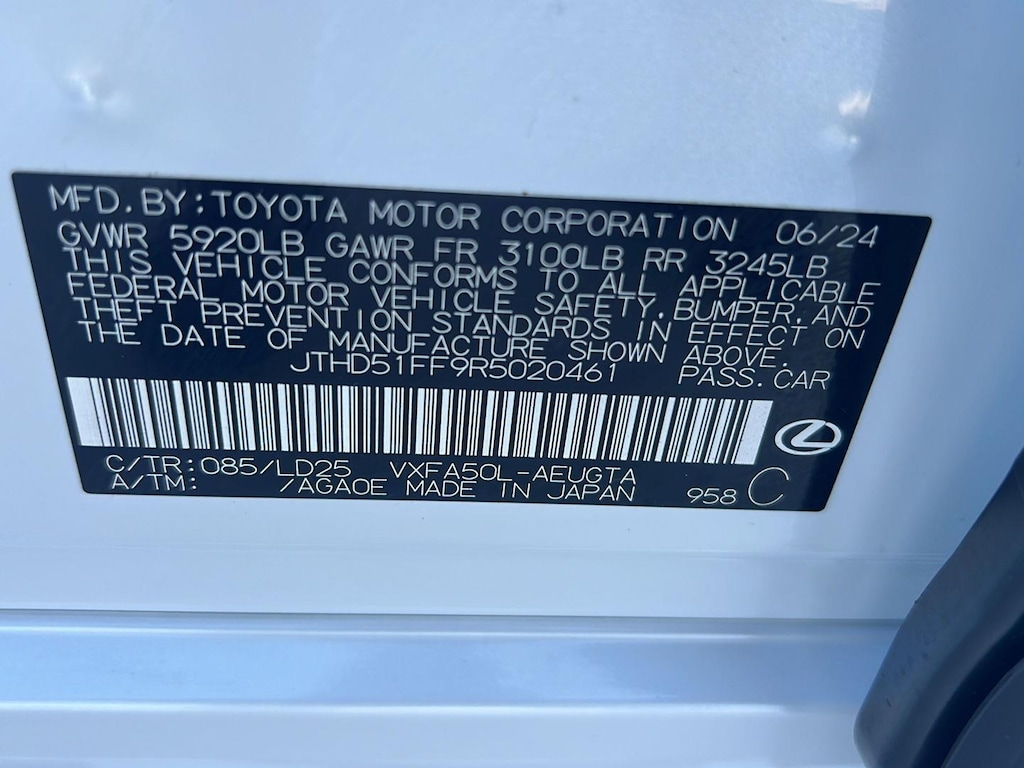 MFD.BY:TOYOTA MOTOR CORPORATION 06/24
GVWR 5920LB GAWR FR 3100LB RR 3245LB
THIS VEHICLE CONFORMS TO ALL APPLICABLE
FEDERAL MOTOR VEHICLE SAFETY,BUMPER,AND
THEFT PREVENTION STANDARDS IN EFFECT ON
THE DATE OF MANUFACTURE SHOWN ABOVE.
JTHD51FF9R5020461 PASS.CAR
C/TR:085/LD25 VXFA50L-AEUGTA
A/TM: /AGA0E MADE IN JAPAN 958 C